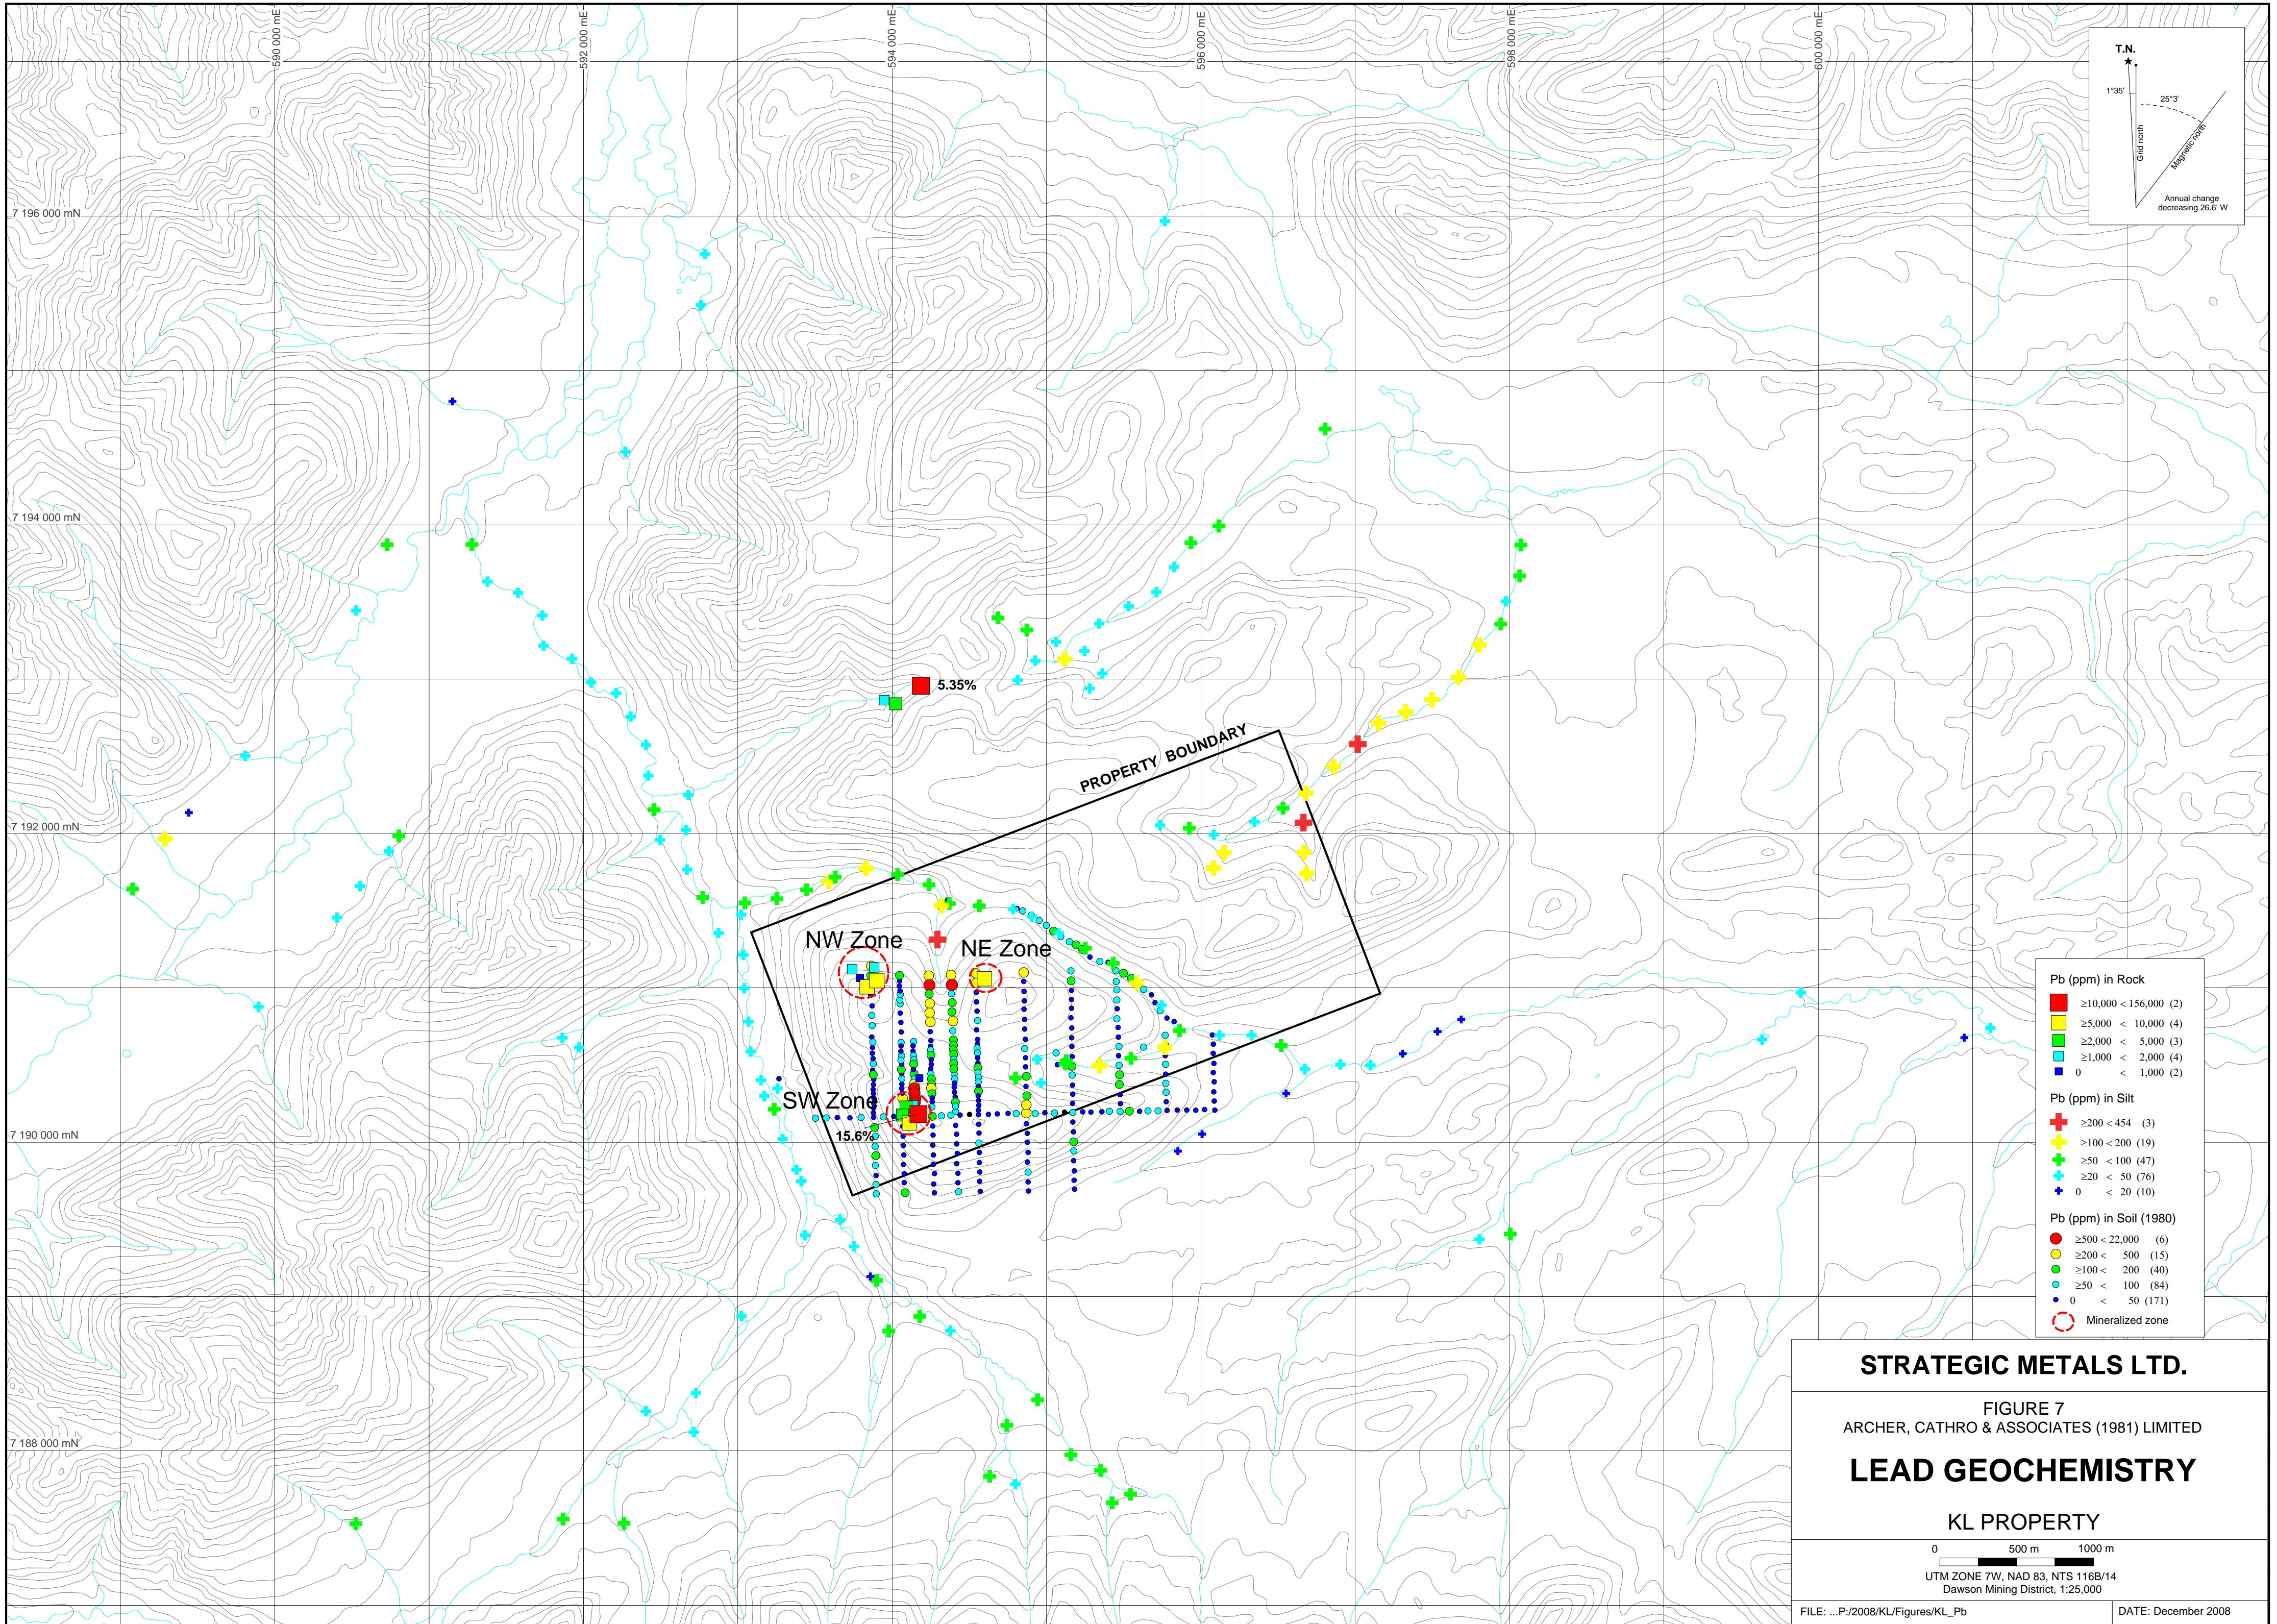 590 000 mE
592 000 mE
594 000 mE
596 000 mE
598 000 mE
600 000 mE
T.N.
1°35'
25°3'
Grid north
Magnetic north
Annual change
decreasing 26.6' W
7 196 000 mN
7 194 000 mN
5.35%
PROPERTY BOUNDARY
7 192 000 mN
NW Zone
NE Zone
SW Zone
15.6%
7 190 000 mN
7 188 000 mN
Pb (ppm) in Rock
≥10,000 < 156,000 (2)
≥5,000 < 10,000 (4)
≥2,000 < 5,000 (3)
≥1,000 < 2,000 (4)
0 < 1,000 (2)
Pb (ppm) in Silt
≥200 < 454 (3)
≥100 < 200 (19)
≥50 < 100 (47)
≥20 < 50 (76)
0 < 20 (10)
Pb (ppm) in Soil (1980)
≥500 < 22,000 (6)
≥200 < 500 (15)
≥100 < 200 (40)
≥50 < 100 (84)
0 < 50 (171)
Mineralized zone
STRATEGIC METALS LTD.
FIGURE 7
ARCHER, CATHRO & ASSOCIATES (1981) LIMITED
LEAD GEOCHEMISTRY
KL PROPERTY
0 500 m 1000 m
UTM ZONE 7W, NAD 83, NTS 116B/14
Dawson Mining District, 1:25,000
FILE: ...P:/2008/KL/Figures/KL_Pb
DATE: December 2008